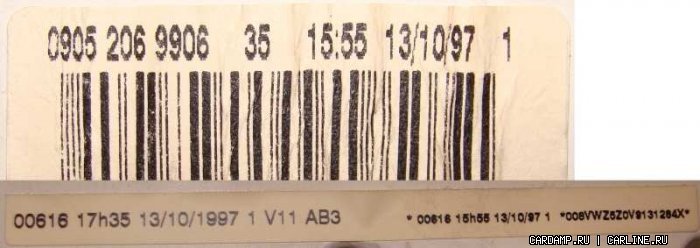 0905 206 9906 35 15:55 13/10/97 1
00616 17h35 13/10/1997 1 V11 AB3 * 00616 15h55 13/10/97 1 *008VWZ5Z0V9131284X*
CARDAMP.RU | CARLINE.RU